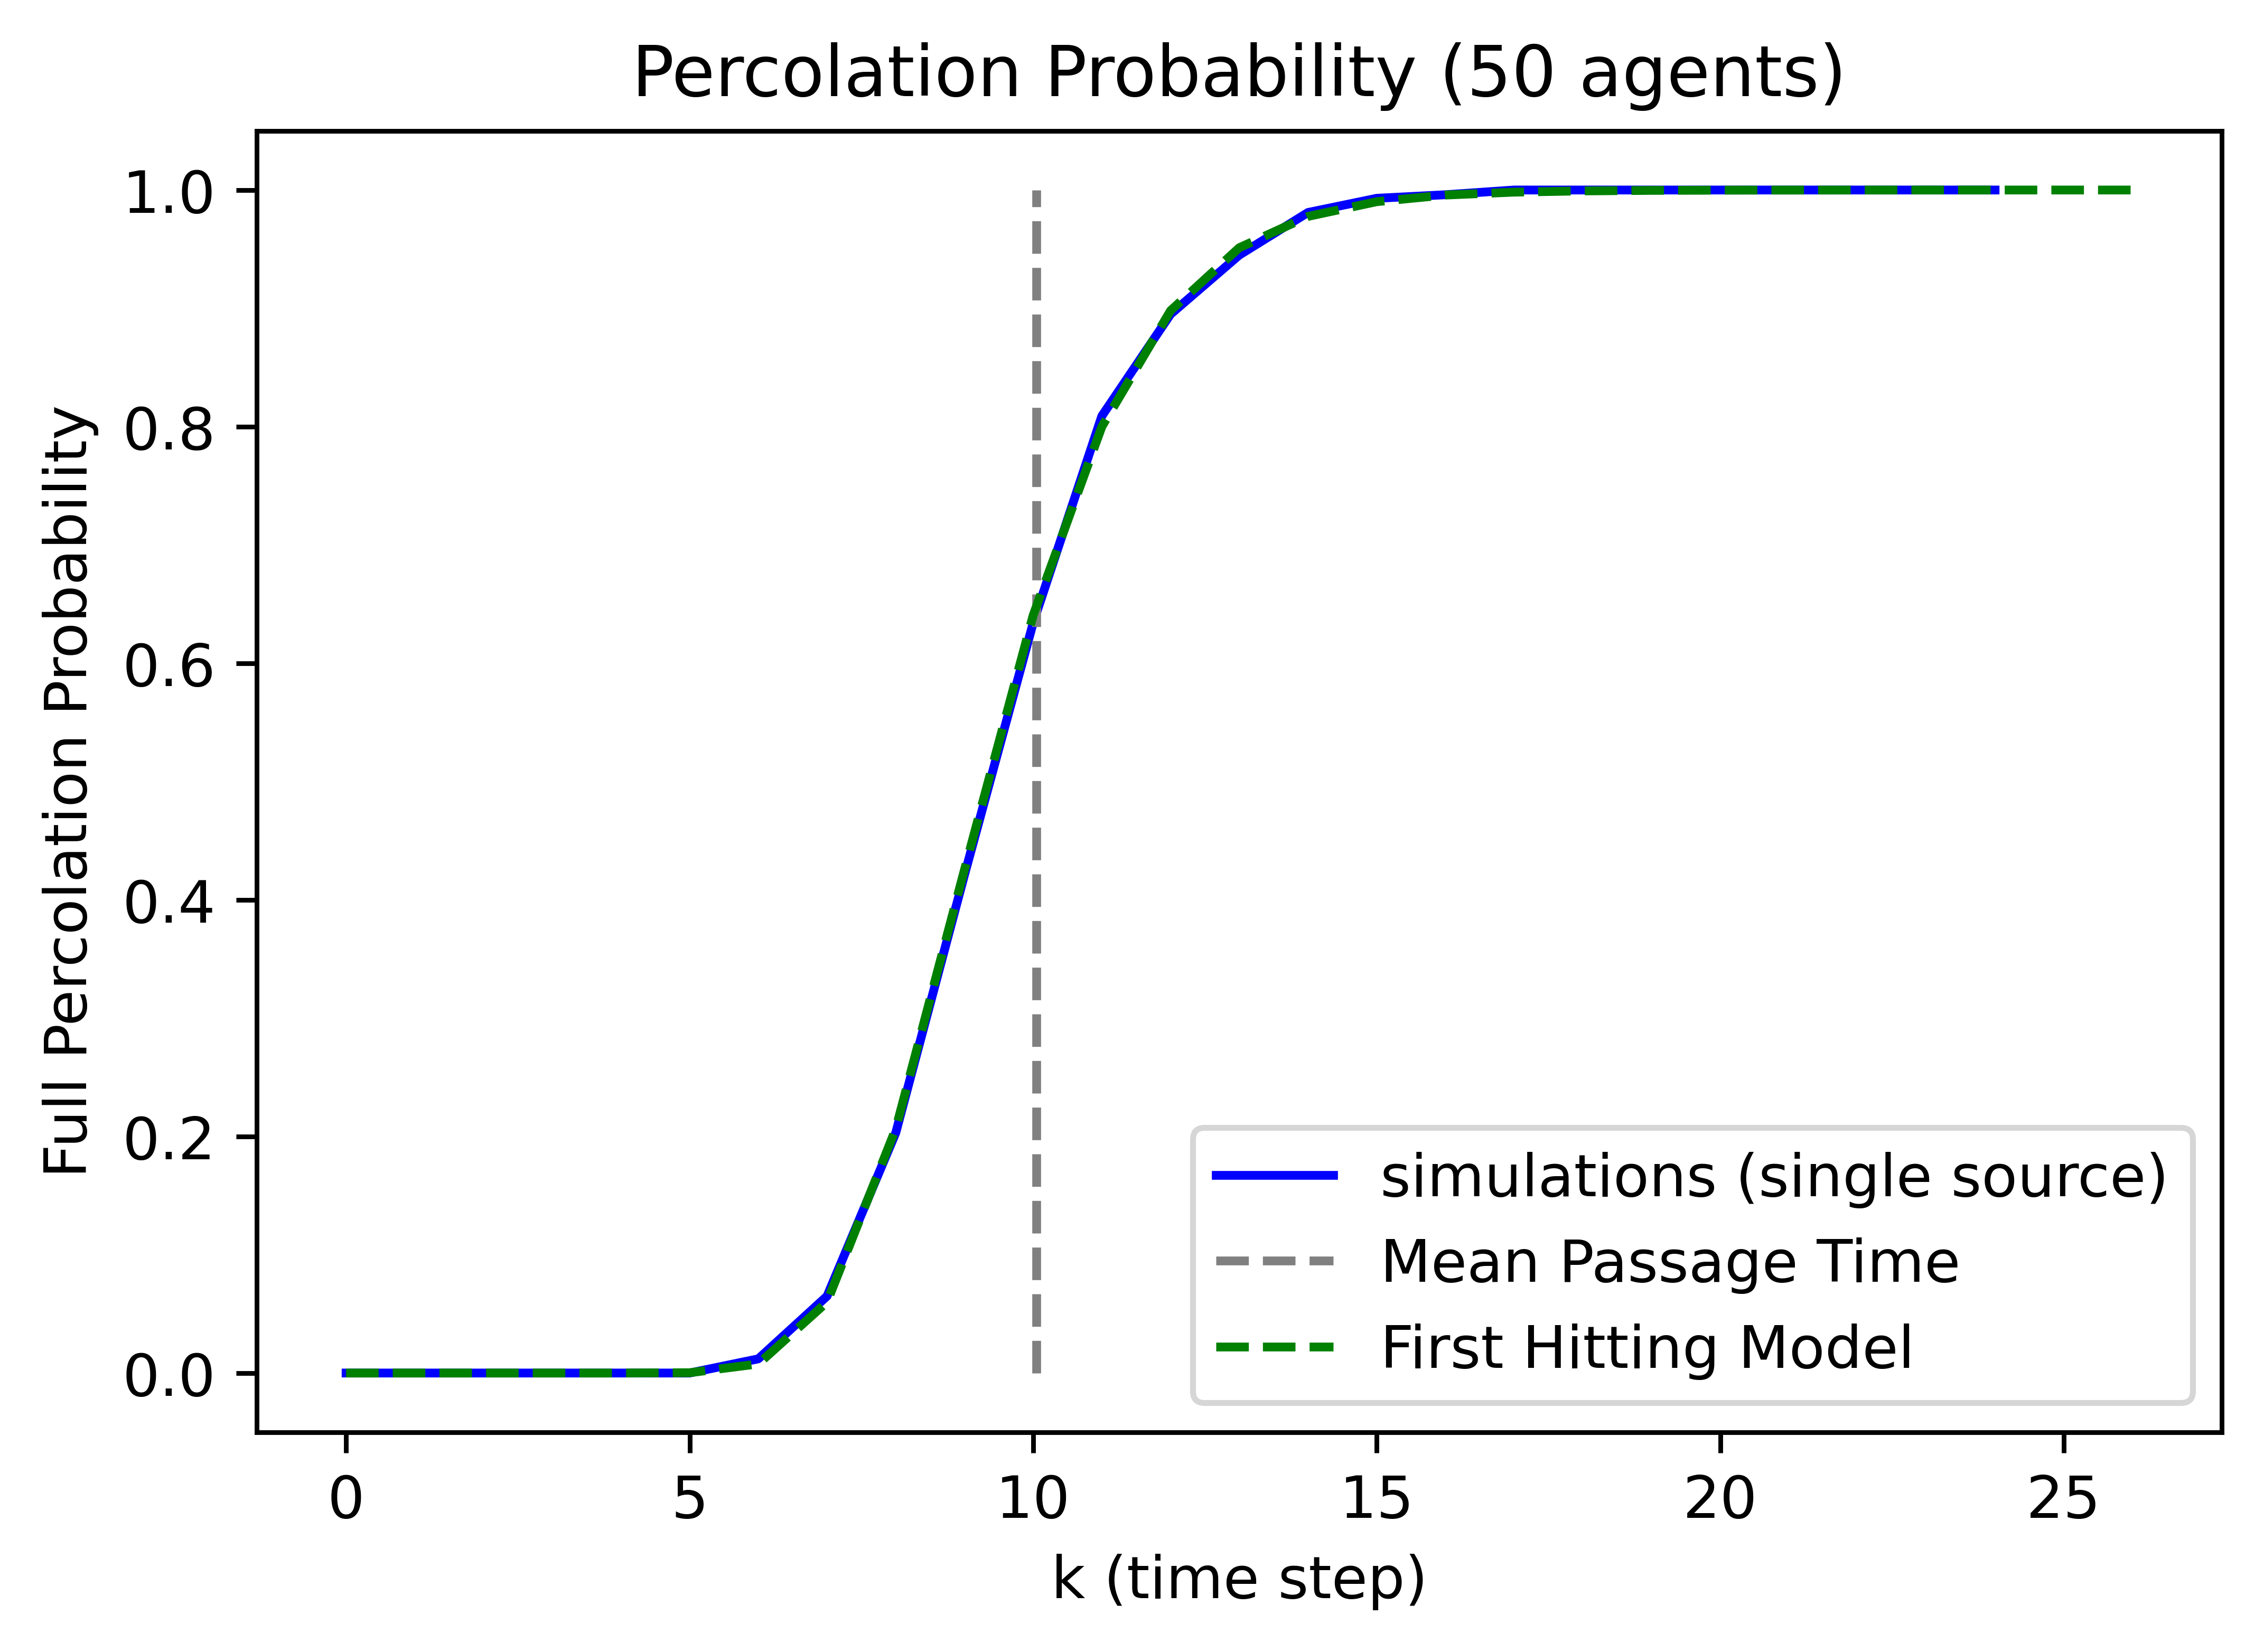 Percolation Probability (50 agents)
Full Percolation Probability
1.0
0.8
0.6
0.4
0.2
0.0
simulations (single source)
Mean Passage Time
First Hitting Model
0 5 10 15 20 25
k (time step)